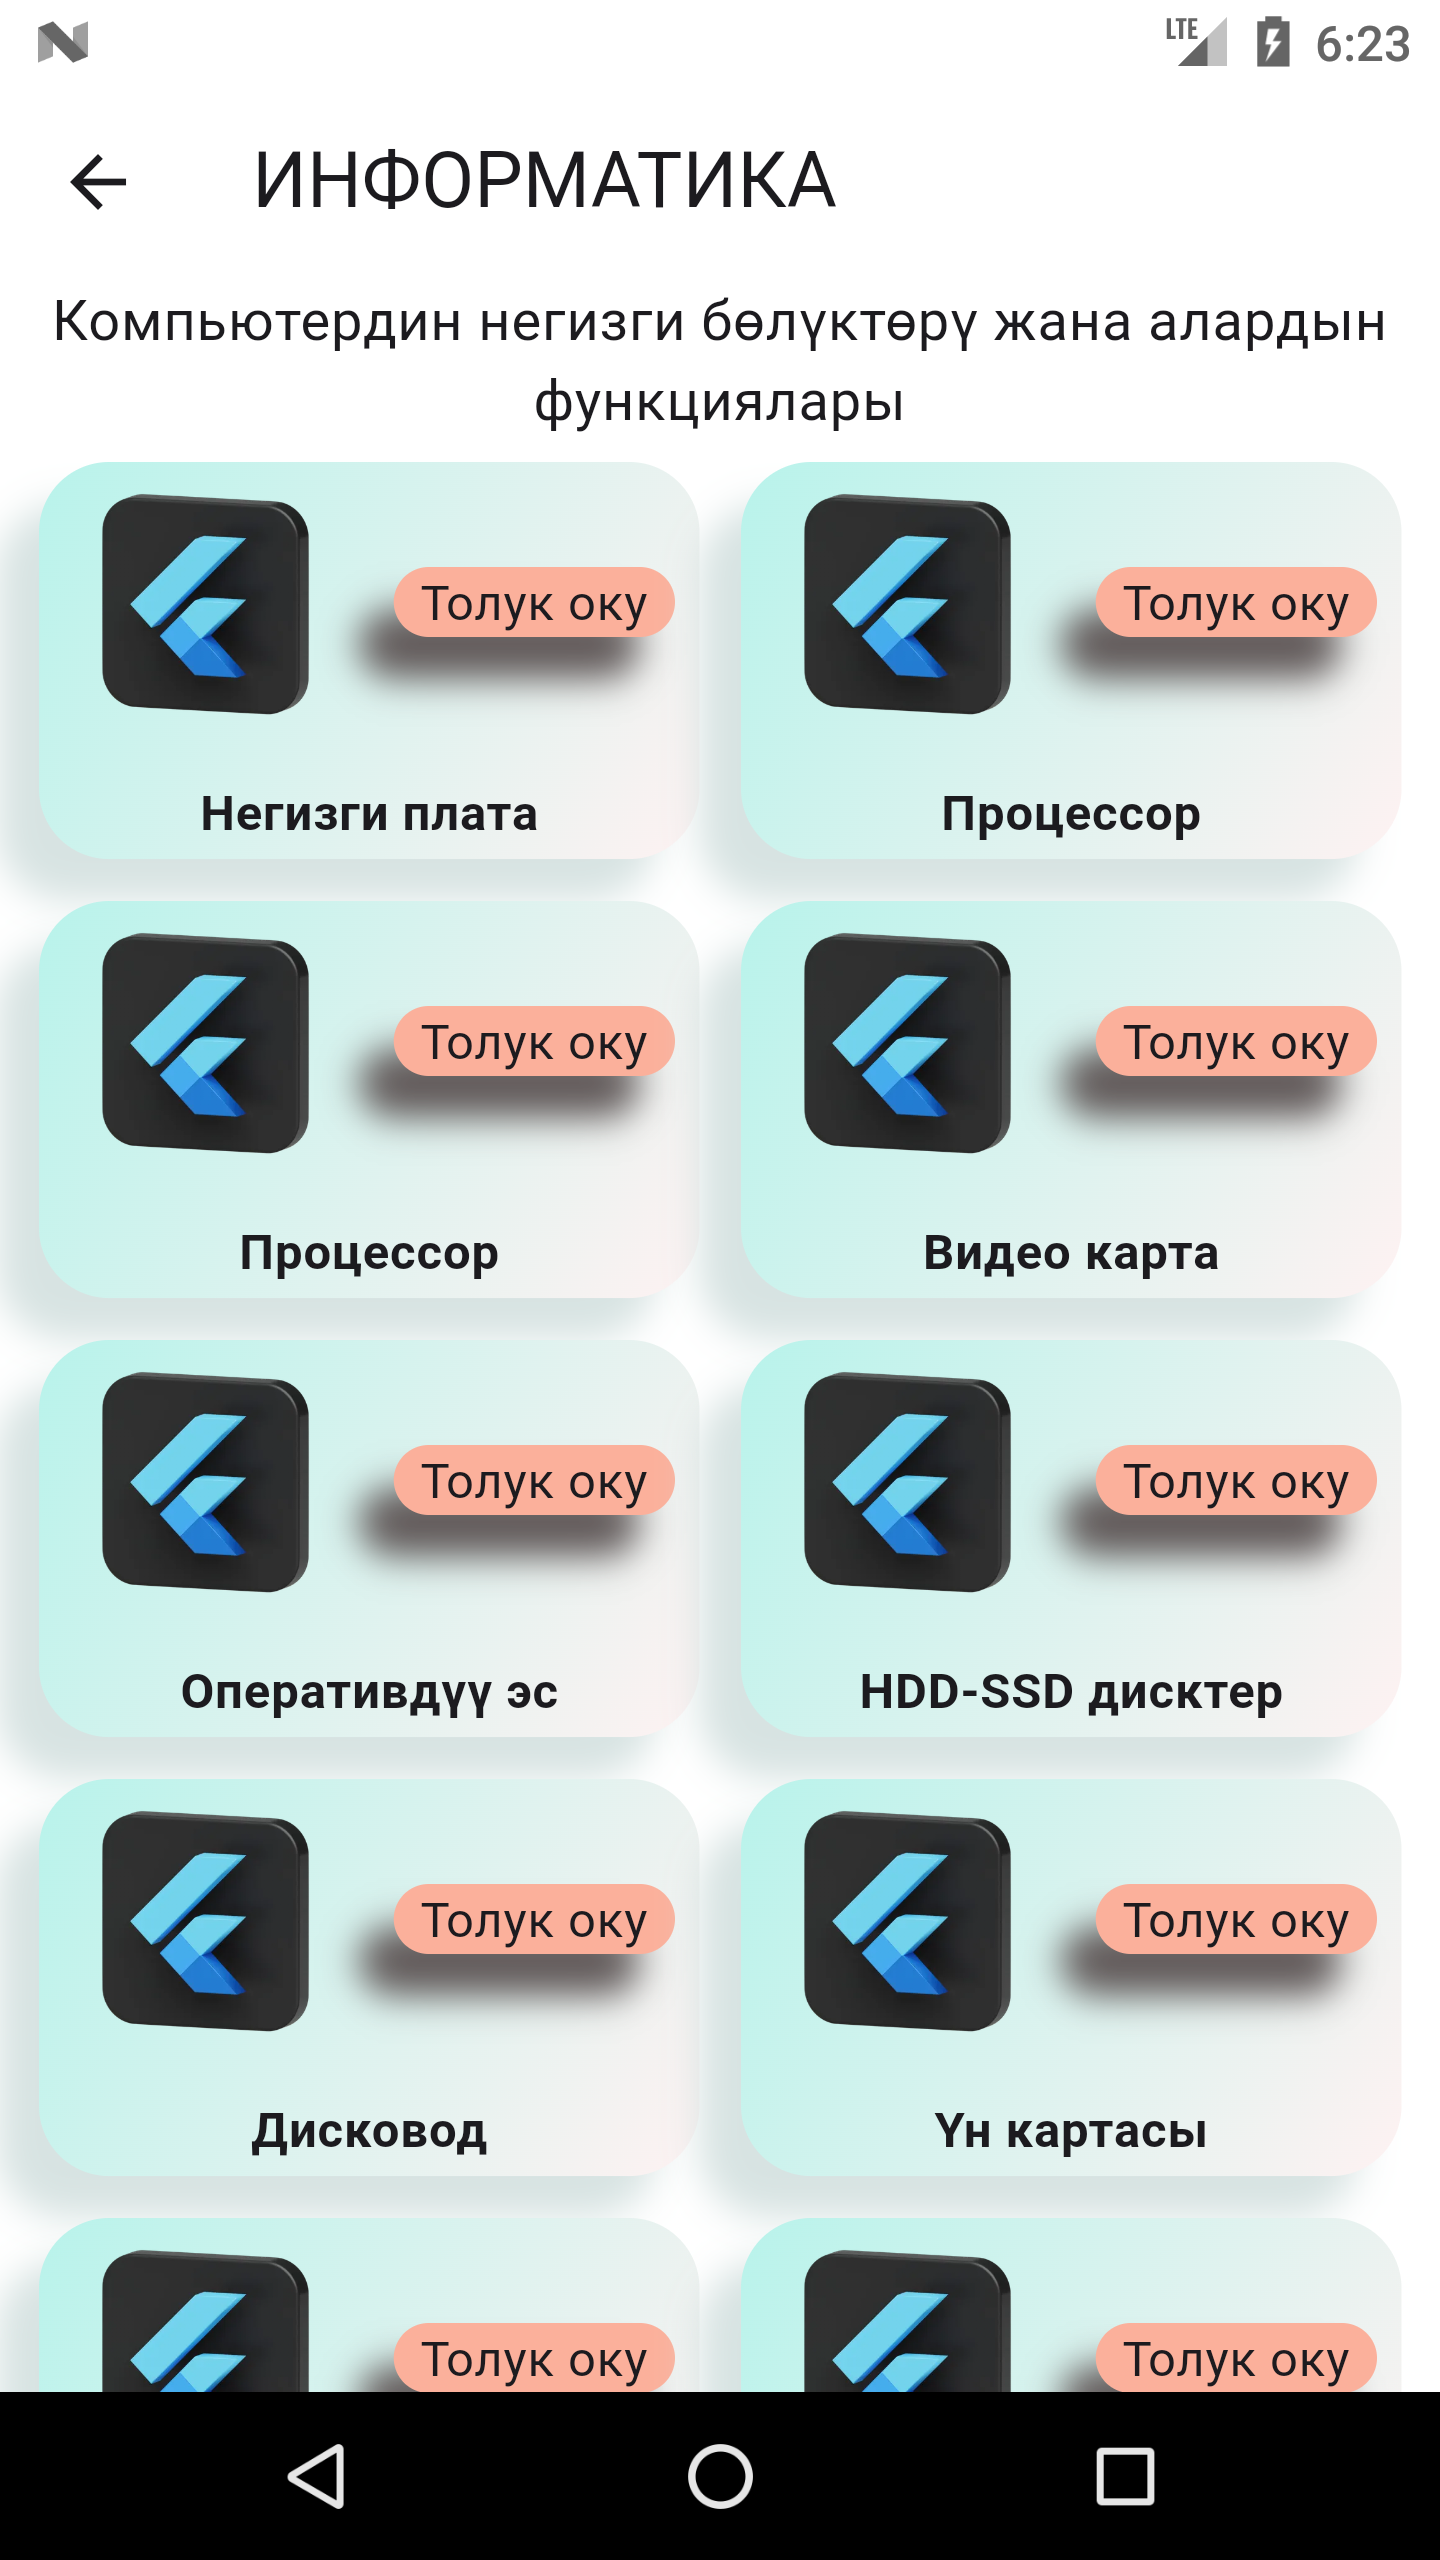 LTE 6:23
ИНФОРМАТИКА
Компьютердин негизги бөлүктөрү жана алардын
функциялары
Толук оку
Негизги плата
Толук оку
Процессор
Толук оку
Процессор
Толук оку
Видео карта
Толук оку
Оперативдүү эс
Толук оку
HDD-SSD дисктер
Толук оку
Дисковод
Толук оку
Үн картасы
Толук оку
Толук оку